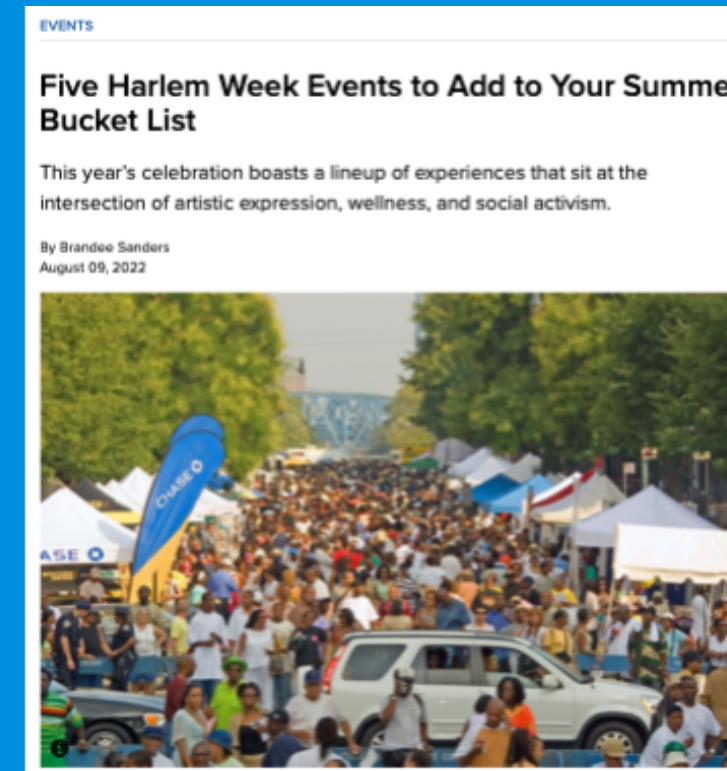 EVENTS
Five Harlem Week Events to Add to Your Summe
Bucket List
This year's celebration boasts a lineup of experiences that sit at the
intersection of artistic expression, wellness, and social activism.
By Brandee Sanders
August 09, 2022
CHASE
ASE